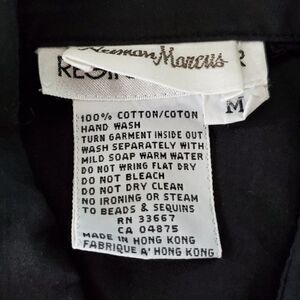 Neiman Marcus
R
M
100% COTTON/COTON
HAND WASH
TURN GARMENT INSIDE OUT
WASH SEPARATELY WITH
MILD SOAP WARM WATER
DO NOT WRING FLAT DRY
DO NOT BLEACH
DO NOT DRY CLEAN
NO IRONING OR STEAM
TO BEADS & SEQUINS
RN 33667
CA 04875
MADE IN HONG KONG
FABRIQUE A' HONG KONG